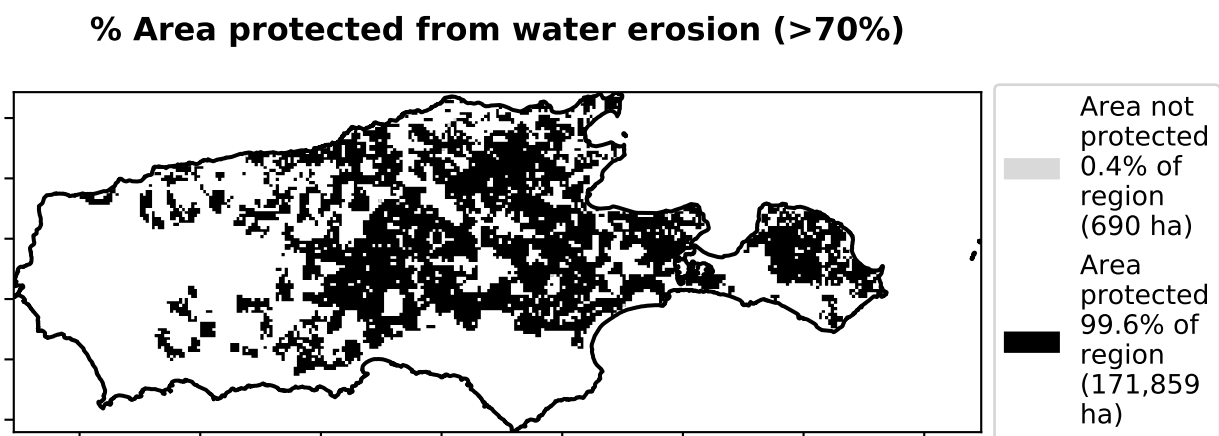 % Area protected from water erosion (>70%)
Area not
protected
0.4% of
region
(690 ha)
Area
protected
99.6% of
region
(171,859
ha)